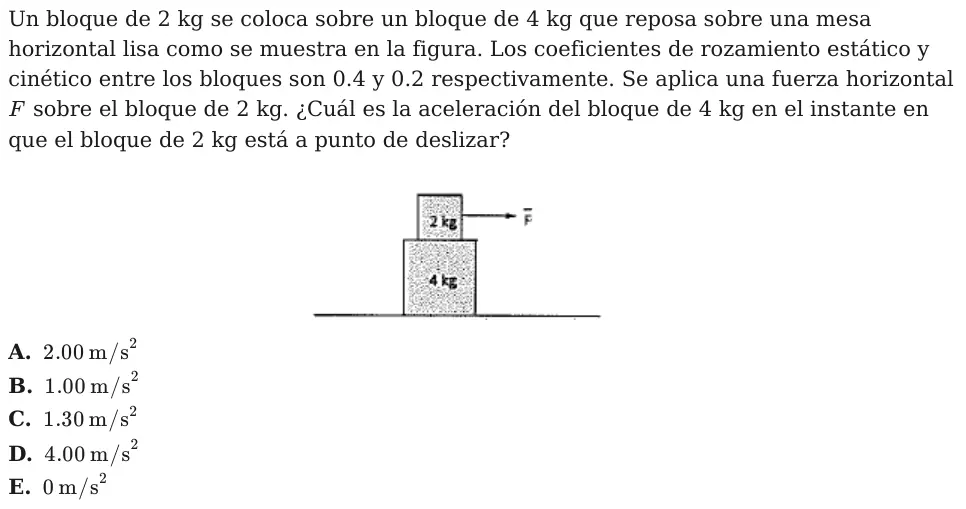 Un bloque de 2 kg se coloca sobre un bloque de 4 kg que reposa sobre una mesa
horizontal lisa como se muestra en la figura. Los coeficientes de rozamiento estático y
cinético entre los bloques son 0.4 y 0.2 respectivamente. Se aplica una fuerza horizontal
F sobre el bloque de 2 kg. ¿Cuál es la aceleración del bloque de 4 kg en el instante en
que el bloque de 2 kg está a punto de deslizar?
2 kg
F
4 kg
A. 2.00 m/s²
B. 1.00 m/s²
C. 1.30 m/s²
D. 4.00 m/s²
E. 0 m/s²